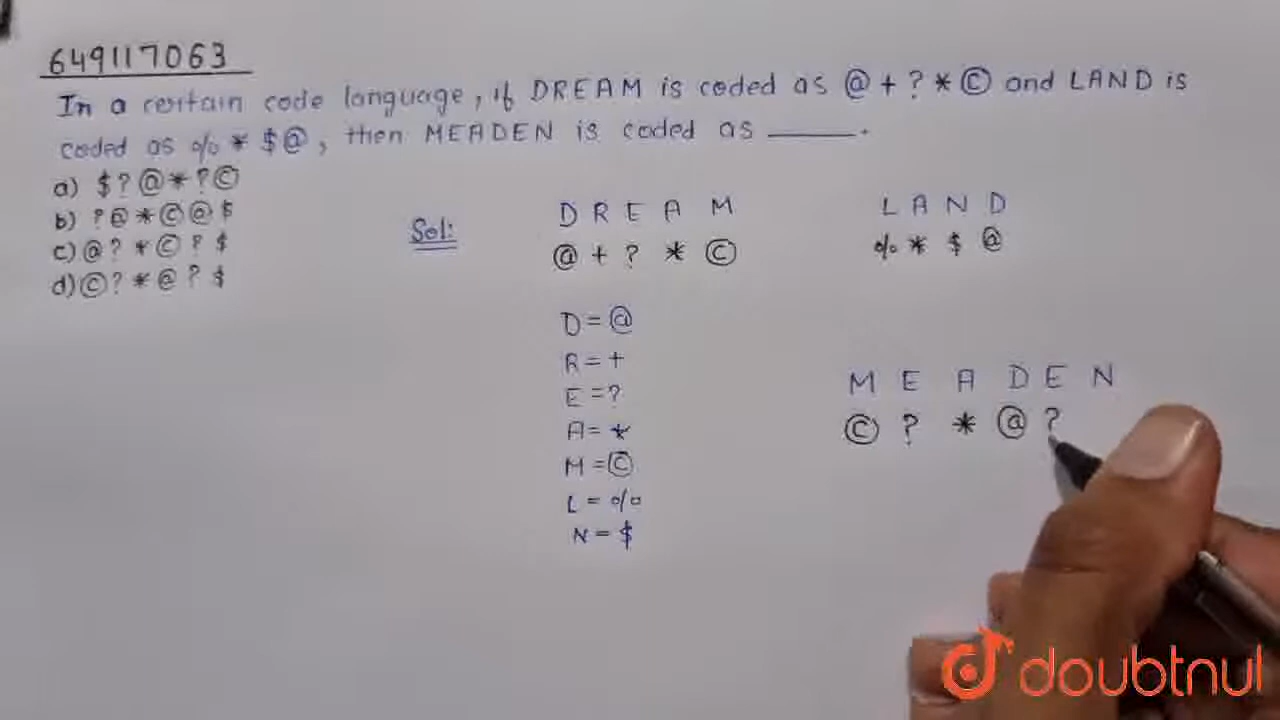 649117063
In a certain code language, if DREAM is coded as @ + ? * © and LAND is
coded as % * $ @, then MEADEN is coded as ____.
a) $ ? @ * ? ©
b) ? @ * © @ $
c) @ ? * © ? $
d) © ? * @ ? $
Sol:
D R E A M
@ + ? * ©
L A N D
% * $ @
D = @
R = +
E = ?
A = *
M = ©
L = %
N = $
M E A D E N
© ? * @ ?
doubtnut